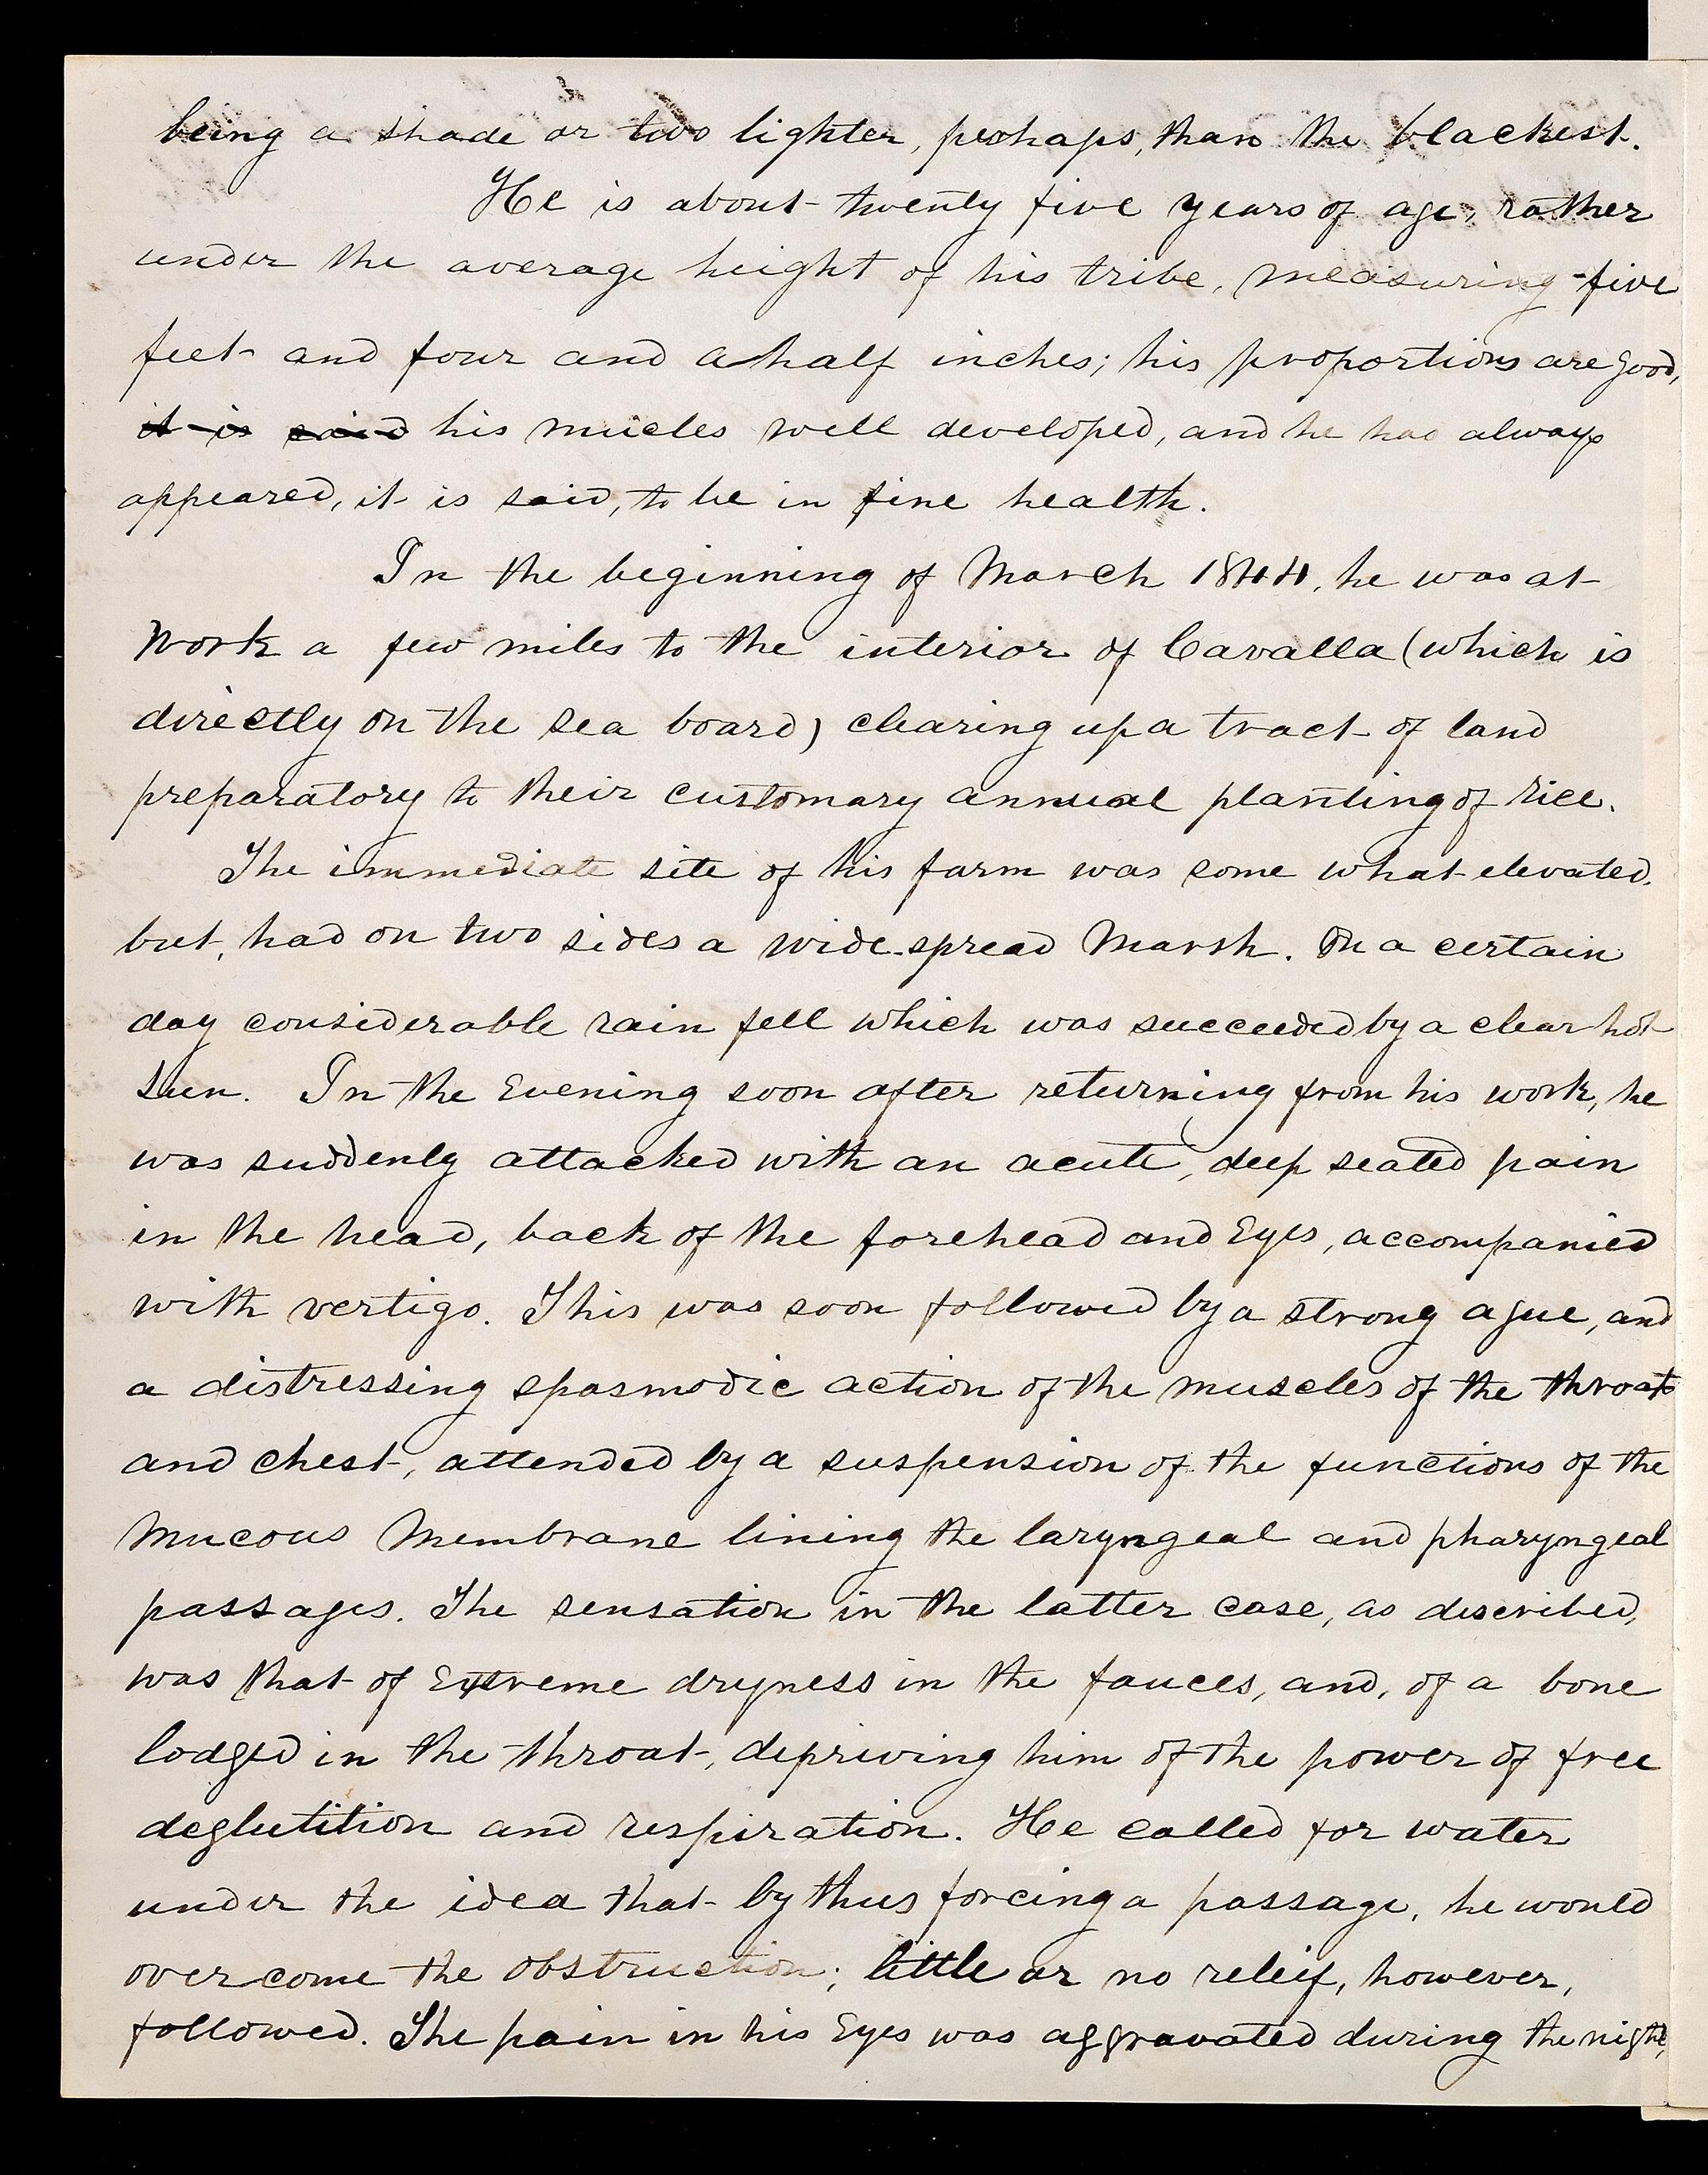 being a shade or two lighter, perhaps, than the blackest.
He is about twenty five years of age, rather
under the average height of his tribe, measuring five
feet and four and a half inches; his proportions are good,
it is said his mucles well developed, and he has always
appeared, it is said, to be in fine health.
In the beginning of March 1844, he was at
work a few miles to the interior of Cavalla (which is
directly on the sea board) clearing up a tract of land
preparatory to their customary annual planting of rice.
The immediate site of his farm was some what elevated.
but, had on two sides a wide-spread Marsh. On a certain
day considerable rain fell which was succeeded by a clear hot
sun. In the Evening soon after returning from his work, he
was suddenly attacked with an acute, deep seated pain
in the head, back of the forehead and Eyes, accompanied
with vertigo. This was soon followed by a strong ague, and
a distressing spasmodic action of the muscles of the throat
and chest, attended by a suspension of the functions of the
Mucous Membrane lining the laryngeal and pharyngeal
passages. The sensation in the latter case, as described,
was that of Extreme dryness in the fauces, and, of a bone
lodged in the throat, depriving him of the power of free
deglutition and respiration. He called for water
under the idea that by thus forcing a passage, he would
over come the obstruction; little or no releif, however,
followed. The pain in his Eyes was aggravated during the night,